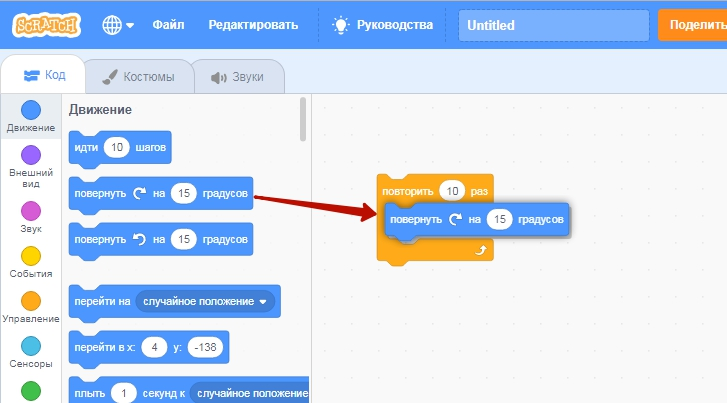 SCRATCH Файл Редактировать Руководства Untitled Поделить
Код Костюмы Звуки
Движение
Внешний вид
Звук
События
Управление
Сенсоры
Движение
идти 10 шагов
повернуть на 15 градусов
повернуть на 15 градусов
перейти на случайное положение
перейти в x: 4 y: -138
плыть 1 секунд к случайное положение
повторить 10 раз
повернуть на 15 градусов